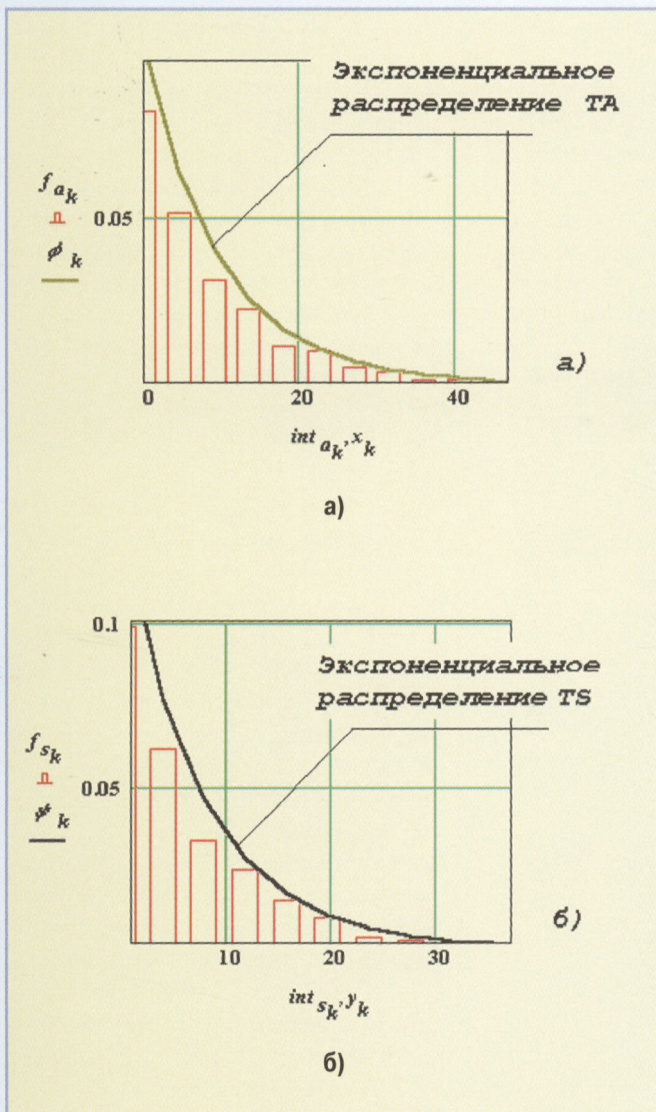 Экспоненциальное
распределение TA
f a k
0.05
ϕ k
а)
0 20 40
int a k , x k
а)
0.1
Экспоненциальное
распределение TS
f s k
0.05
k
б)
10 20 30
int s k , y k
б)